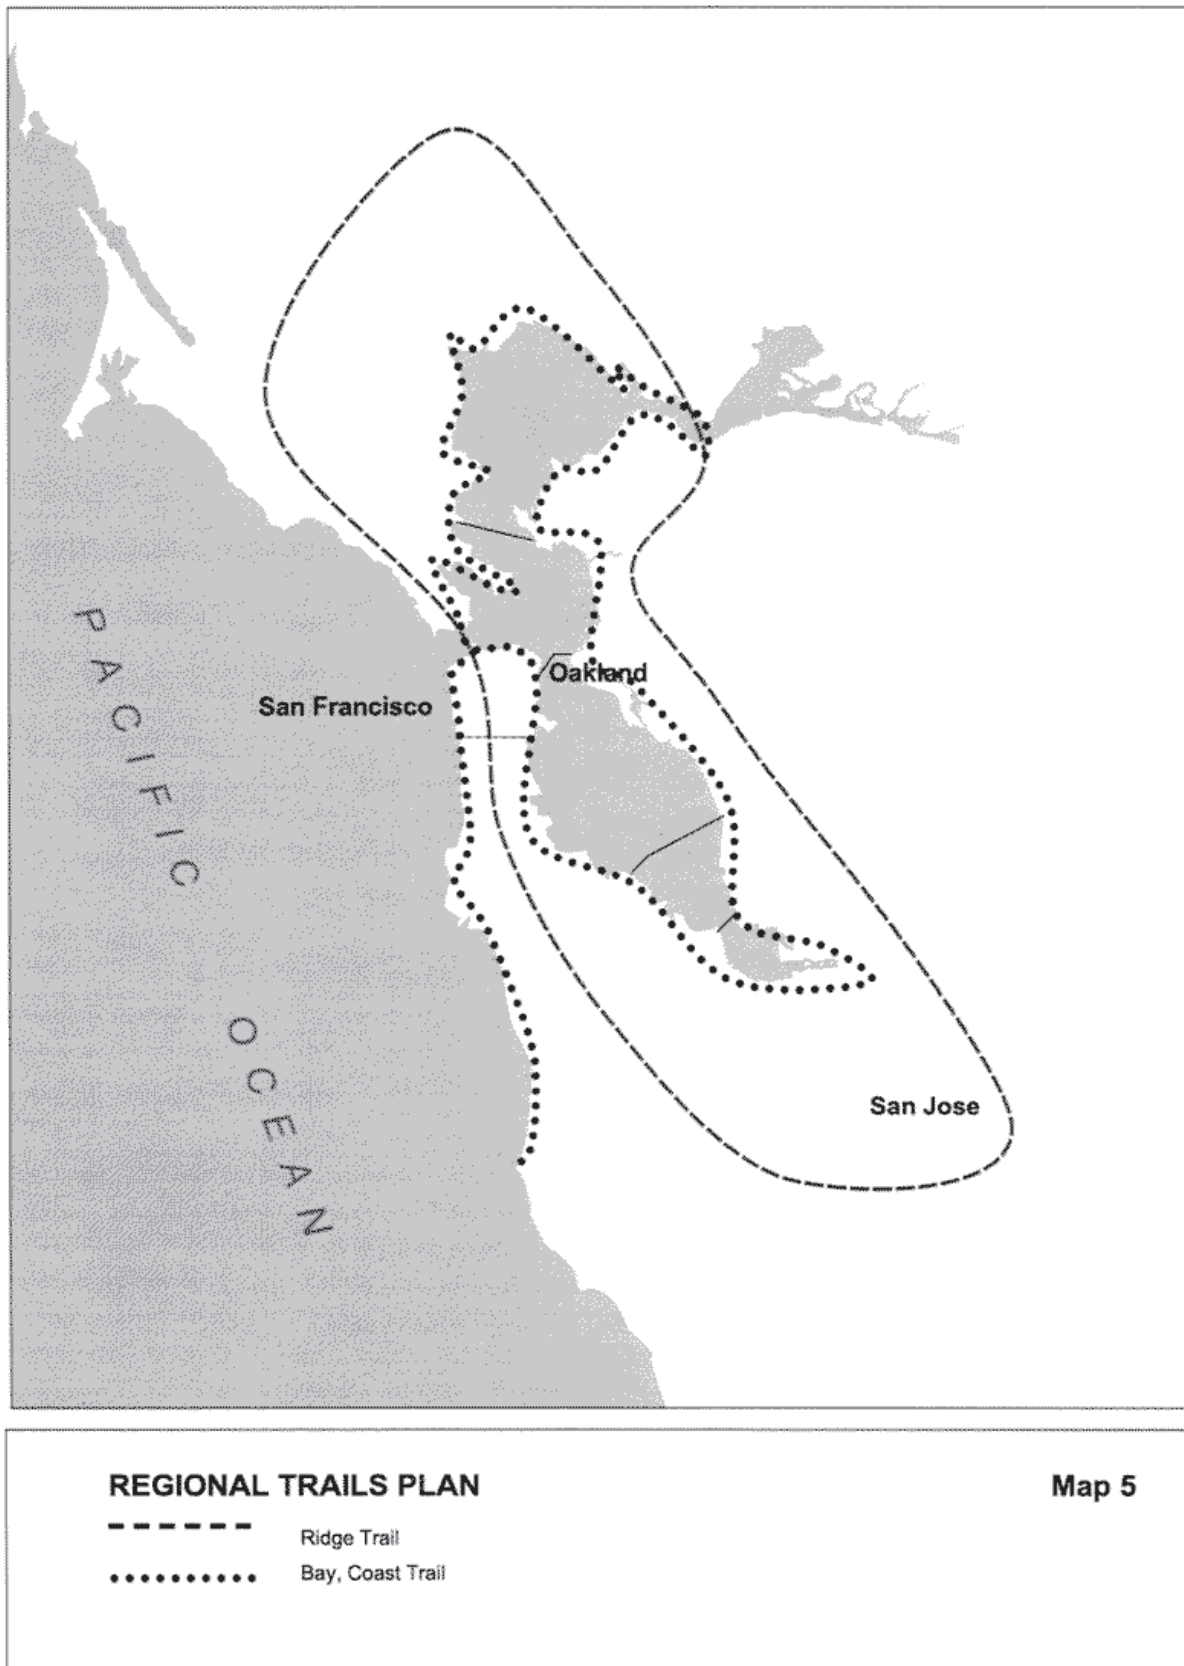 PACIFIC
OCEAN
Oakland
San Francisco
San Jose
REGIONAL TRAILS PLAN
Map 5
Ridge Trail
Bay, Coast Trail